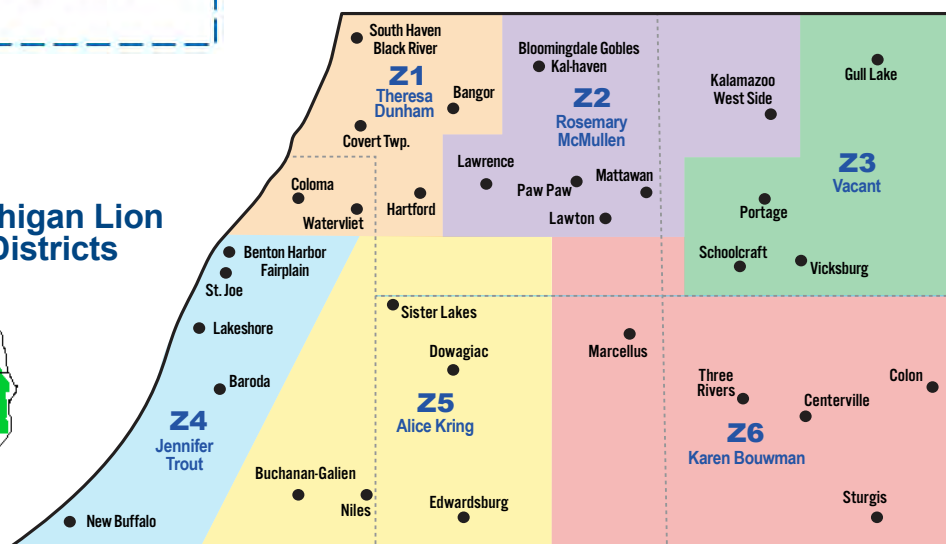 South Haven
Black River
Z1
Theresa
Dunham
Bangor
Covert Twp.
Coloma
Watervliet
Hartford
Bloomingdale Gobles
Kal-haven
Z2
Rosemary
McMullen
Kalamazoo
West Side
Lawrence
Paw Paw
Mattawan
Lawton
Gull Lake
Z3
Vacant
Portage
Schoolcraft
Vicksburg
higan Lion
Districts
Benton Harbor
Fairplain
St. Joe
Lakeshore
Baroda
Z4
Jennifer
Trout
New Buffalo
Sister Lakes
Dowagiac
Z5
Alice Kring
Buchanan-Galien
Niles
Edwardsburg
Marcellus
Three
Rivers
Centerville
Colon
Z6
Karen Bouwman
Sturgis